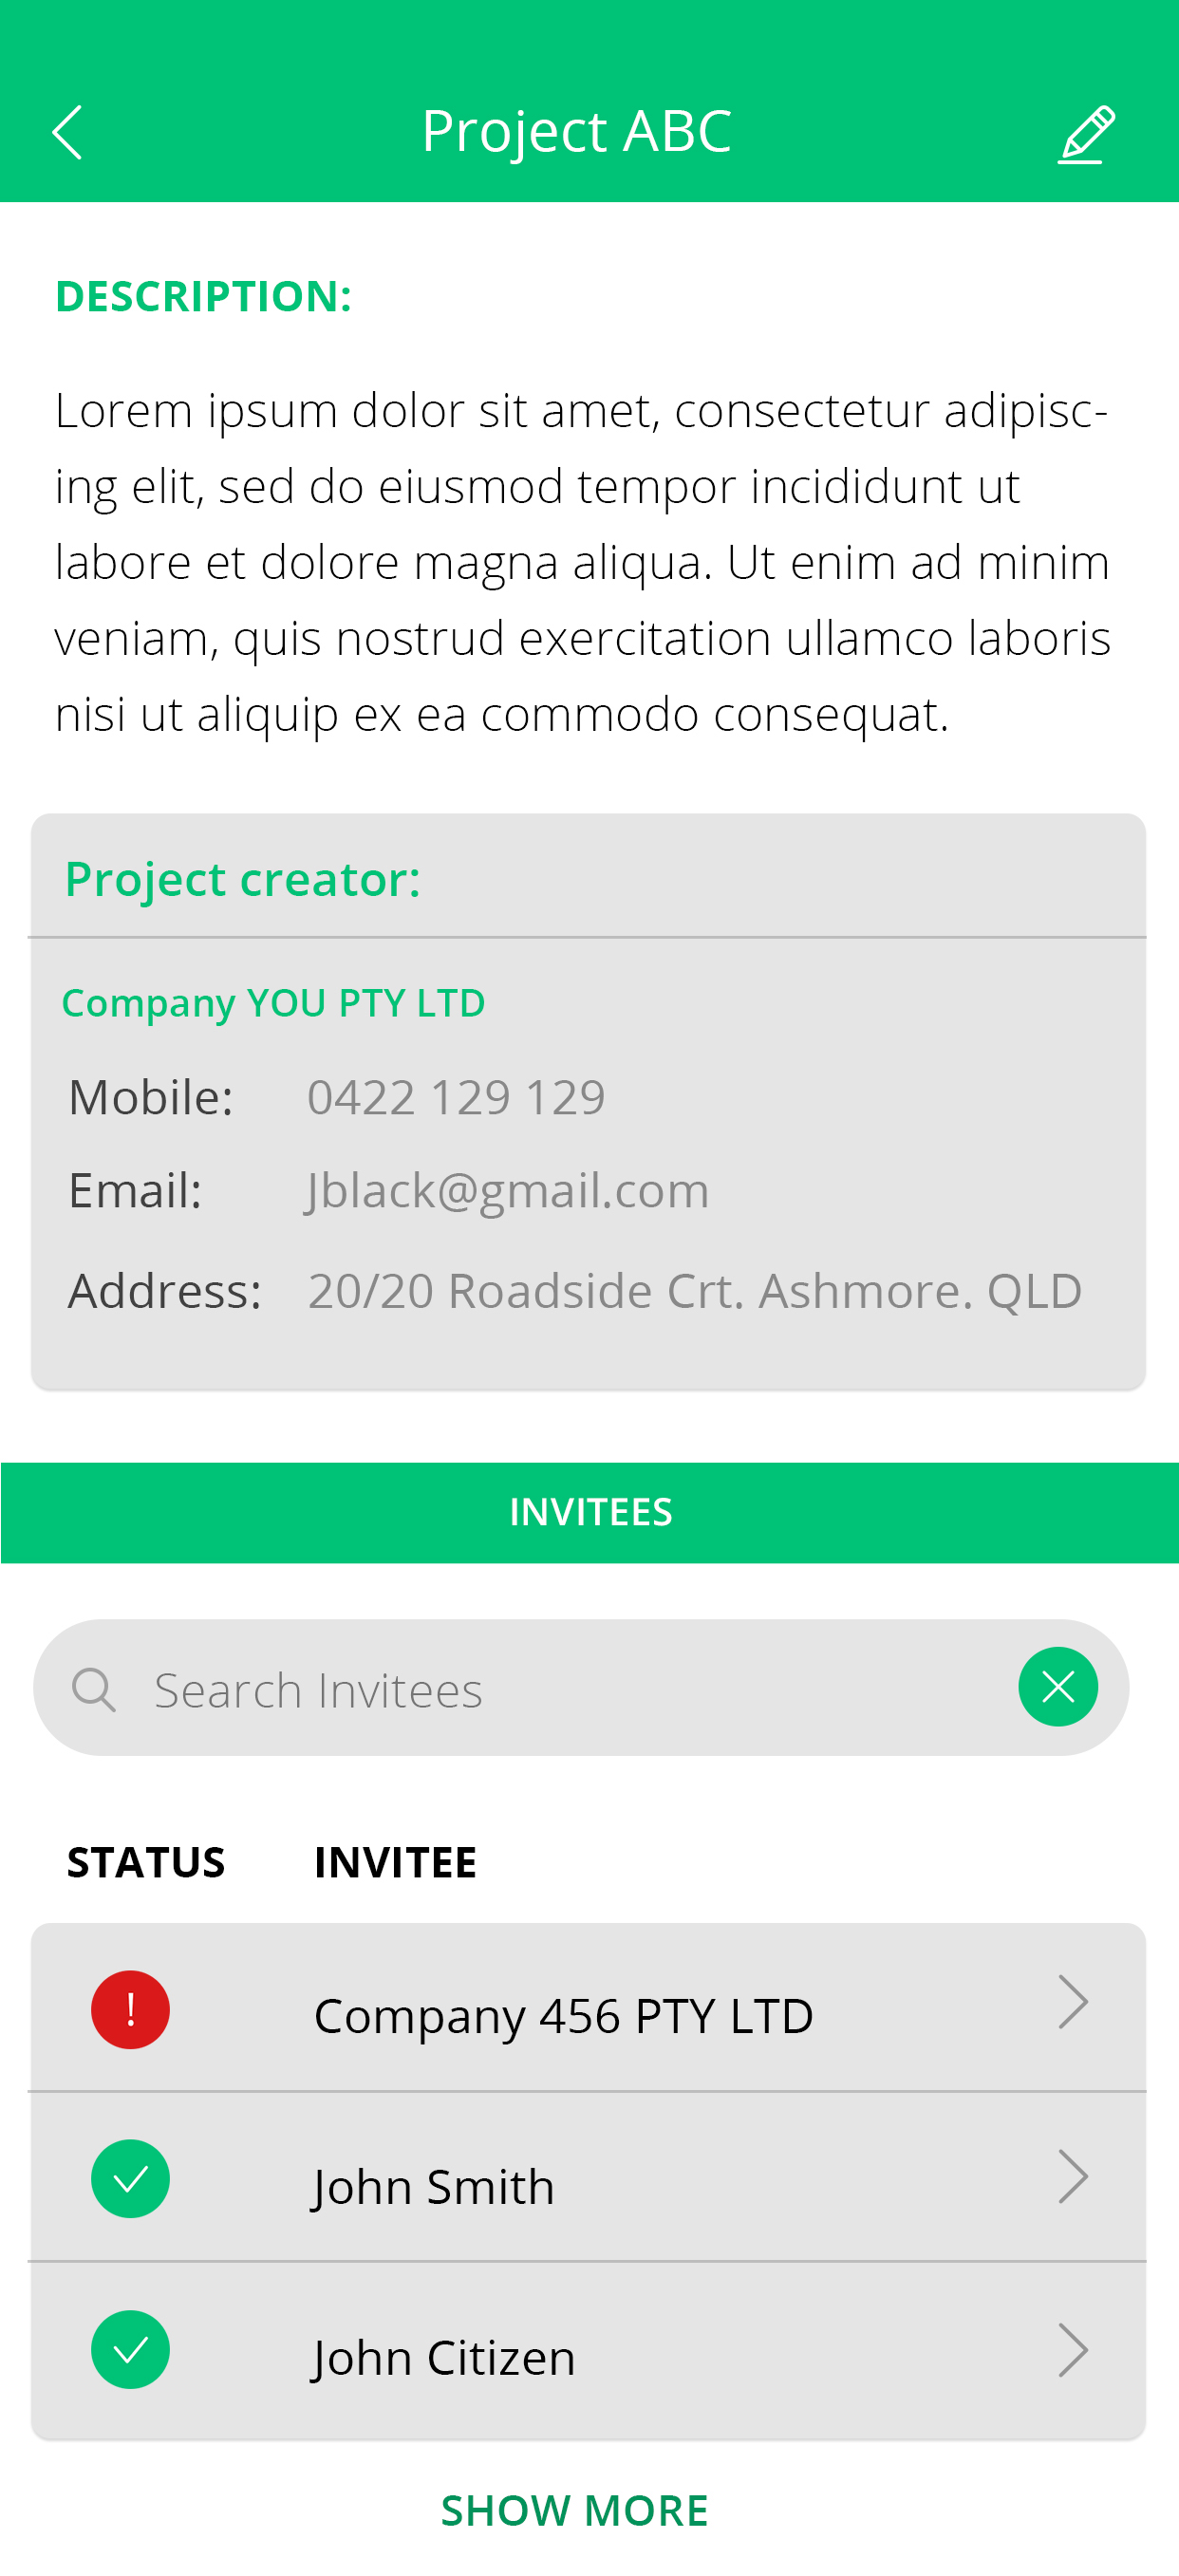 Project ABC
DESCRIPTION:
Lorem ipsum dolor sit amet, consectetur adipisc-
ing elit, sed do eiusmod tempor incididunt ut
labore et dolore magna aliqua. Ut enim ad minim
veniam, quis nostrud exercitation ullamco laboris
nisi ut aliquip ex ea commodo consequat.
Project creator:
Company YOU PTY LTD
Mobile: 0422 129 129
Email: Jblack@gmail.com
Address: 20/20 Roadside Crt. Ashmore. QLD
INVITEES
Search Invitees
STATUS INVITEE
! Company 456 PTY LTD
John Smith
John Citizen
SHOW MORE